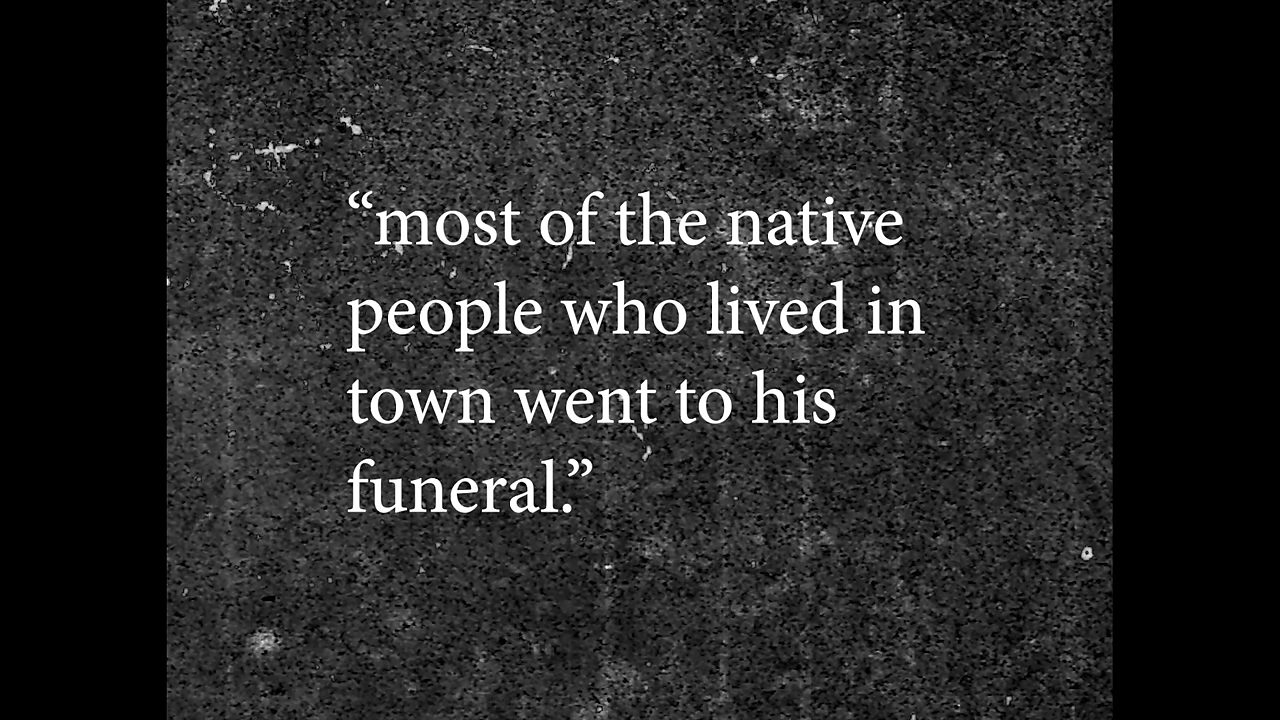 “most of the native
people who lived in
town went to his
funeral.”